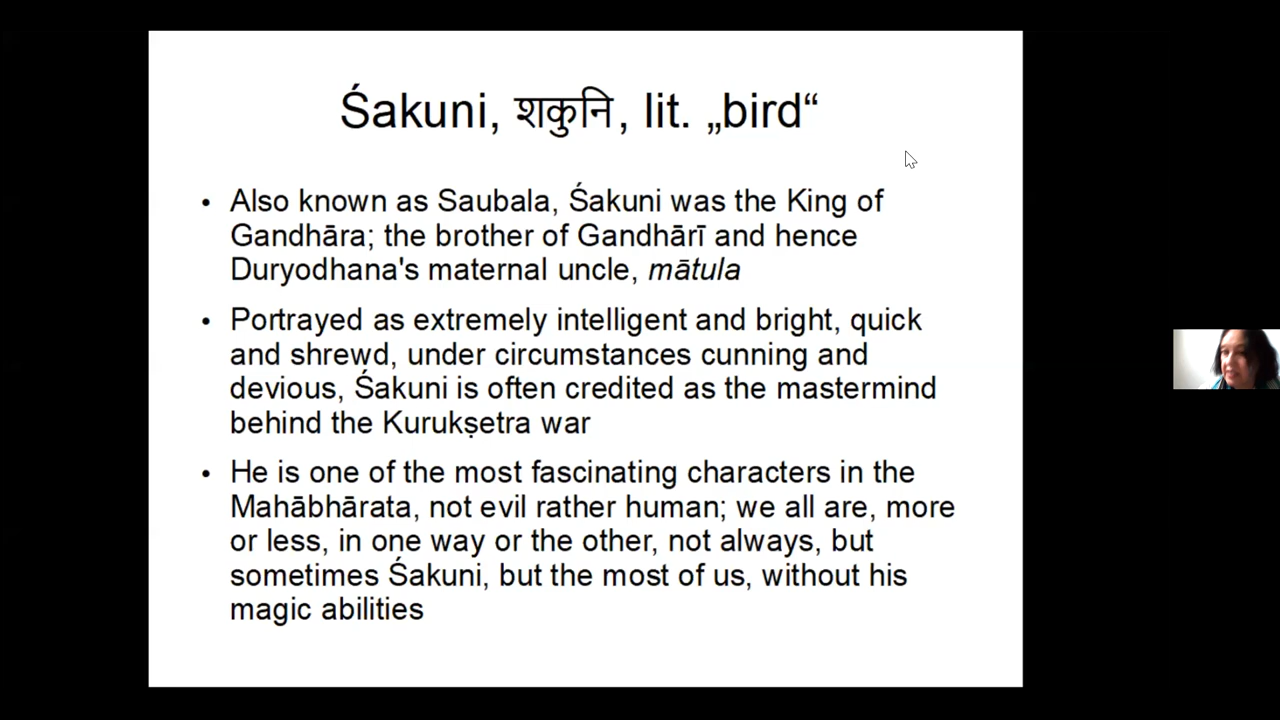 Śakuni, शकुनि, lit. „bird“
• Also known as Saubala, Śakuni was the King of
Gandhāra; the brother of Gandhārī and hence
Duryodhana's maternal uncle, mātula
• Portrayed as extremely intelligent and bright, quick
and shrewd, under circumstances cunning and
devious, Śakuni is often credited as the mastermind
behind the Kurukṣetra war
• He is one of the most fascinating characters in the
Mahābhārata, not evil rather human; we all are, more
or less, in one way or the other, not always, but
sometimes Śakuni, but the most of us, without his
magic abilities